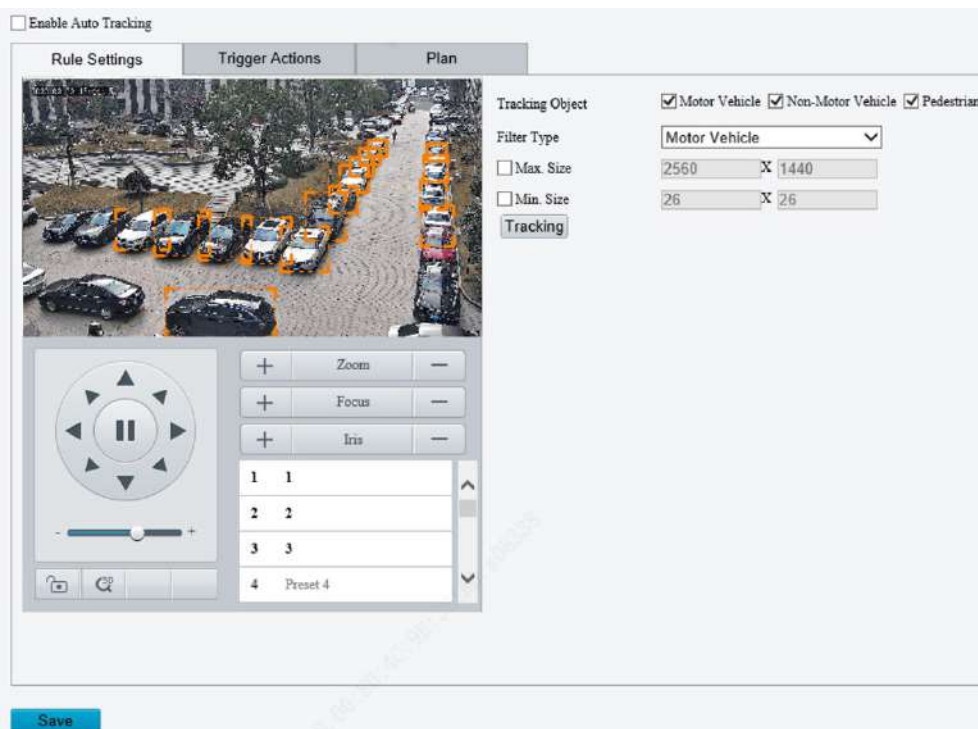 Enable Auto Tracking
Rule Settings Trigger Actions Plan
Tracking Object Motor Vehicle Non-Motor Vehicle Pedestrian
Filter Type Motor Vehicle
Max. Size 2560 X 1440
Min. Size 26 X 26
Tracking
+ Zoom —
+ Focus —
+ Iris —
1 1
2 2
3 3
- +
3D
4 Preset 4
Save